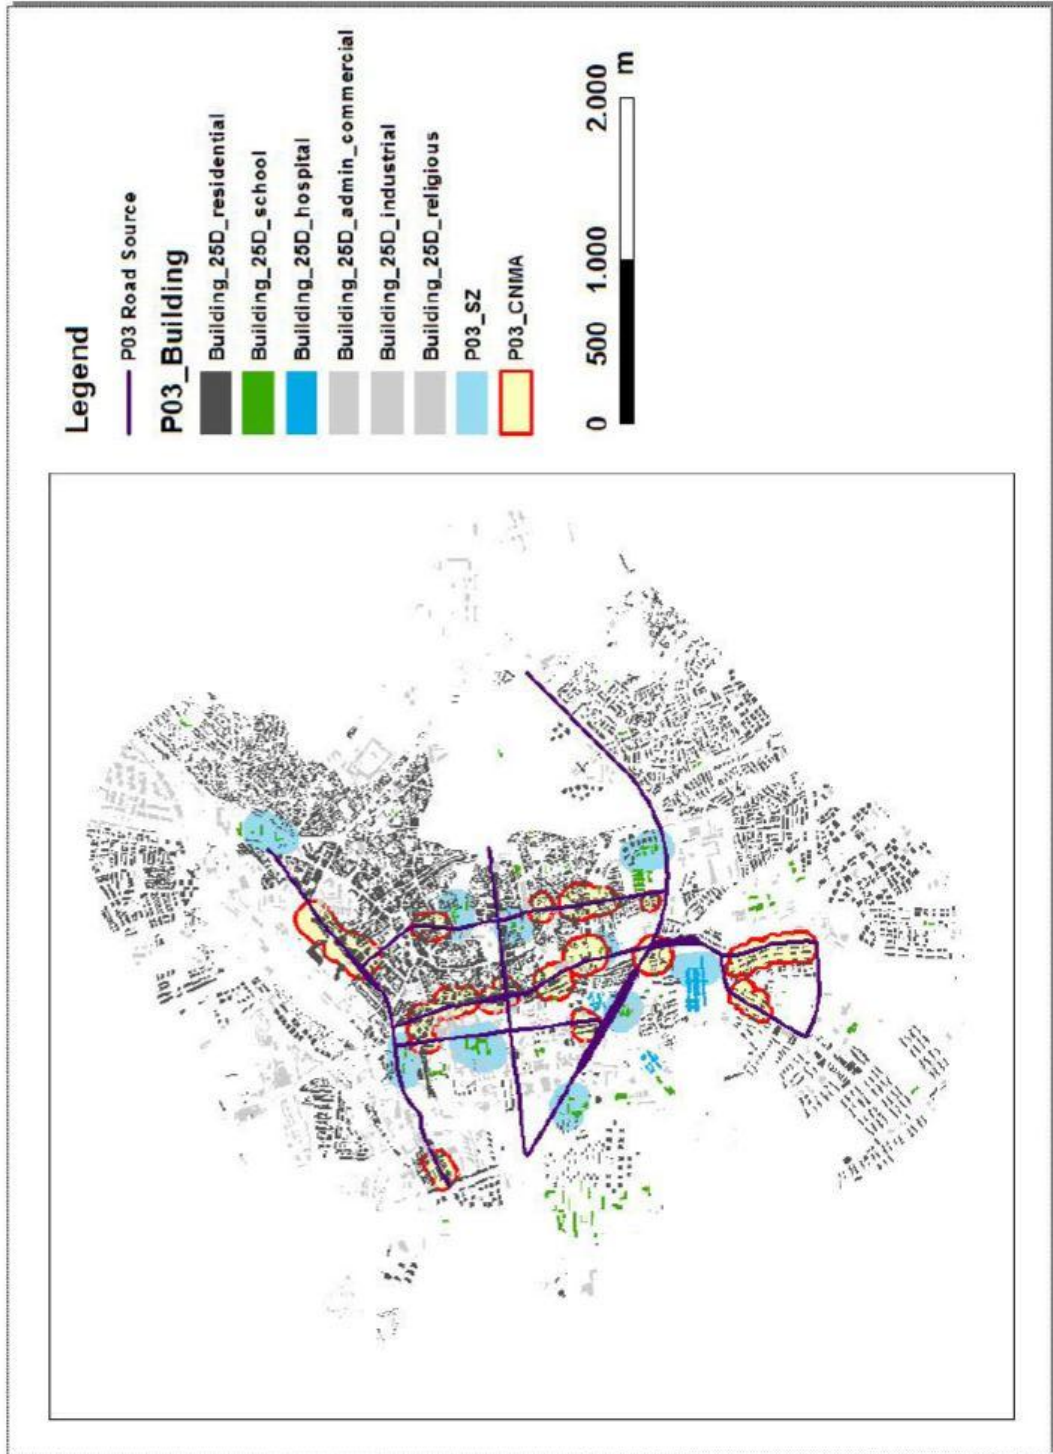 Legend
P03 Road Source
P03_Building
Building_25D_residential
Building_25D_school
Building_25D_hospital
Building_25D_admin_commercial
Building_25D_industrial
Building_25D_religious
P03_SZ
P03_CNMA
0 500 1.000 2.000
m